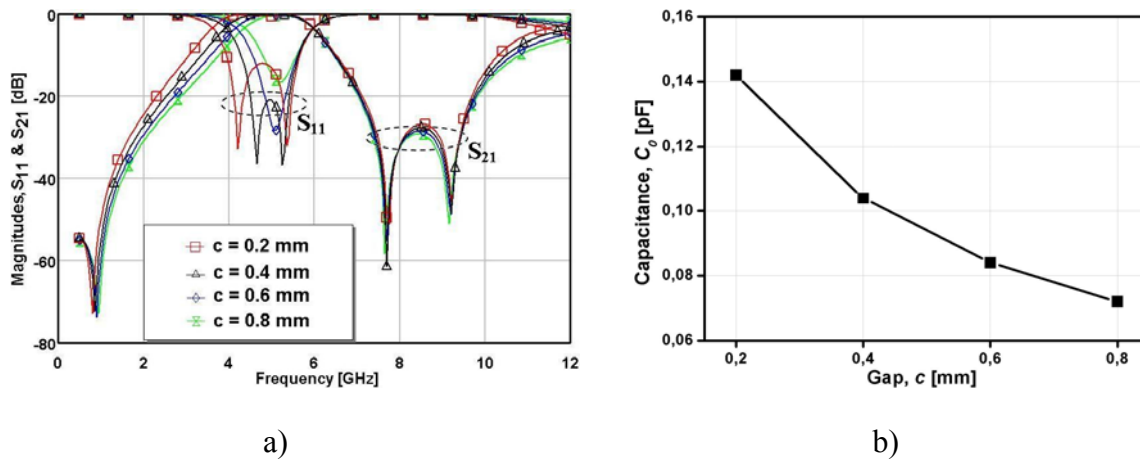 Magnitudes, S11 & S21 [dB]
0
-20
-40
-60
-80
S11
S21
c = 0.2 mm
c = 0.4 mm
c = 0.6 mm
c = 0.8 mm
0 2 4 6 8 10 12
Frequency [GHz]
a)
Capacitance, C0 [pF]
0,16
0,14
0,12
0,10
0,08
0,06
0,2 0,4 0,6 0,8
Gap, c [mm]
b)